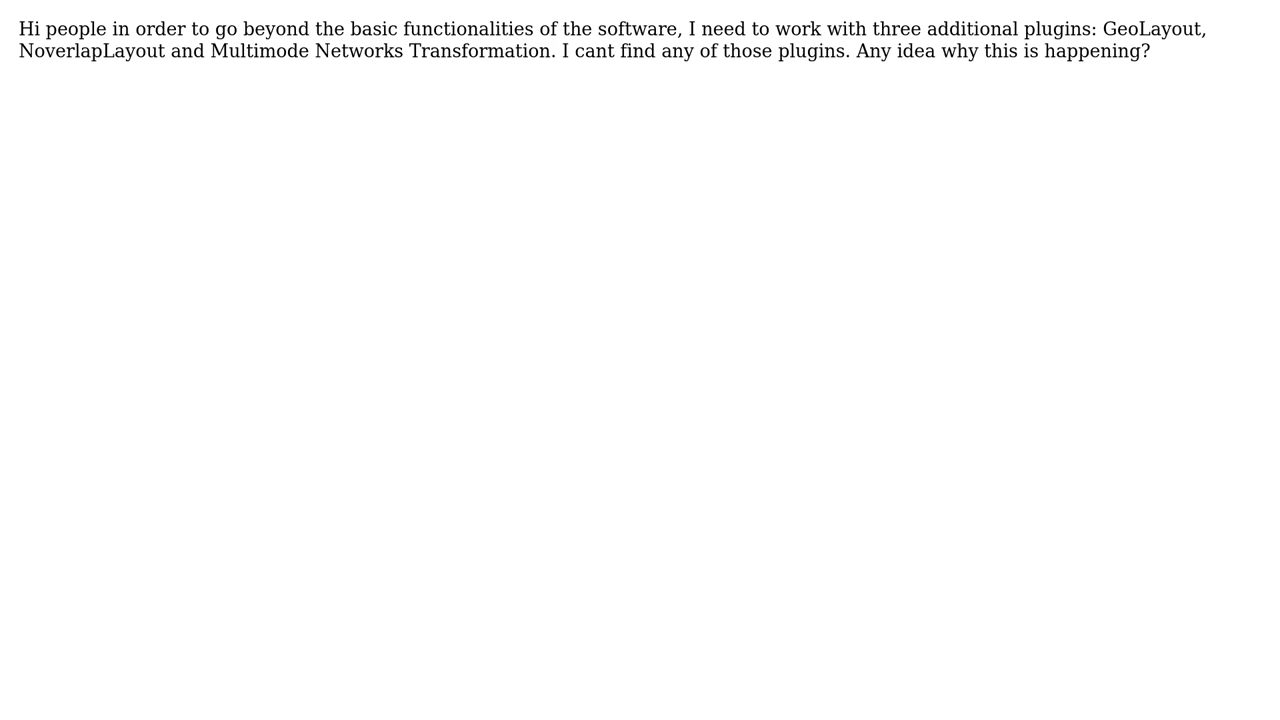 Hi people in order to go beyond the basic functionalities of the software, I need to work with three additional plugins: GeoLayout,
NoverlapLayout and Multimode Networks Transformation. I cant find any of those plugins. Any idea why this is happening?